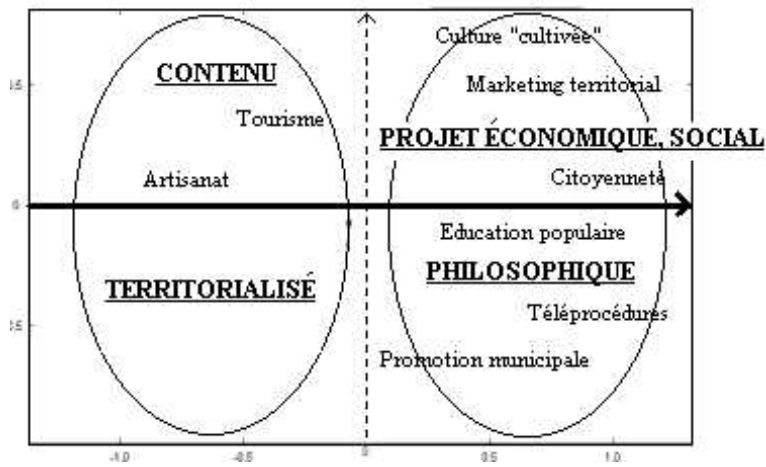 Culture "cultivée"
CONTENU
Marketing territorial
Tourisme
PROJET ÉCONOMIQUE, SOCIAL
Artisanat
Citoyenneté
0
Education populaire
PHILOSOPHIQUE
TERRITORIALISÉ
Téléprocédures
Promotion municipale
-1.0
-0.5
0
0.5
1.0